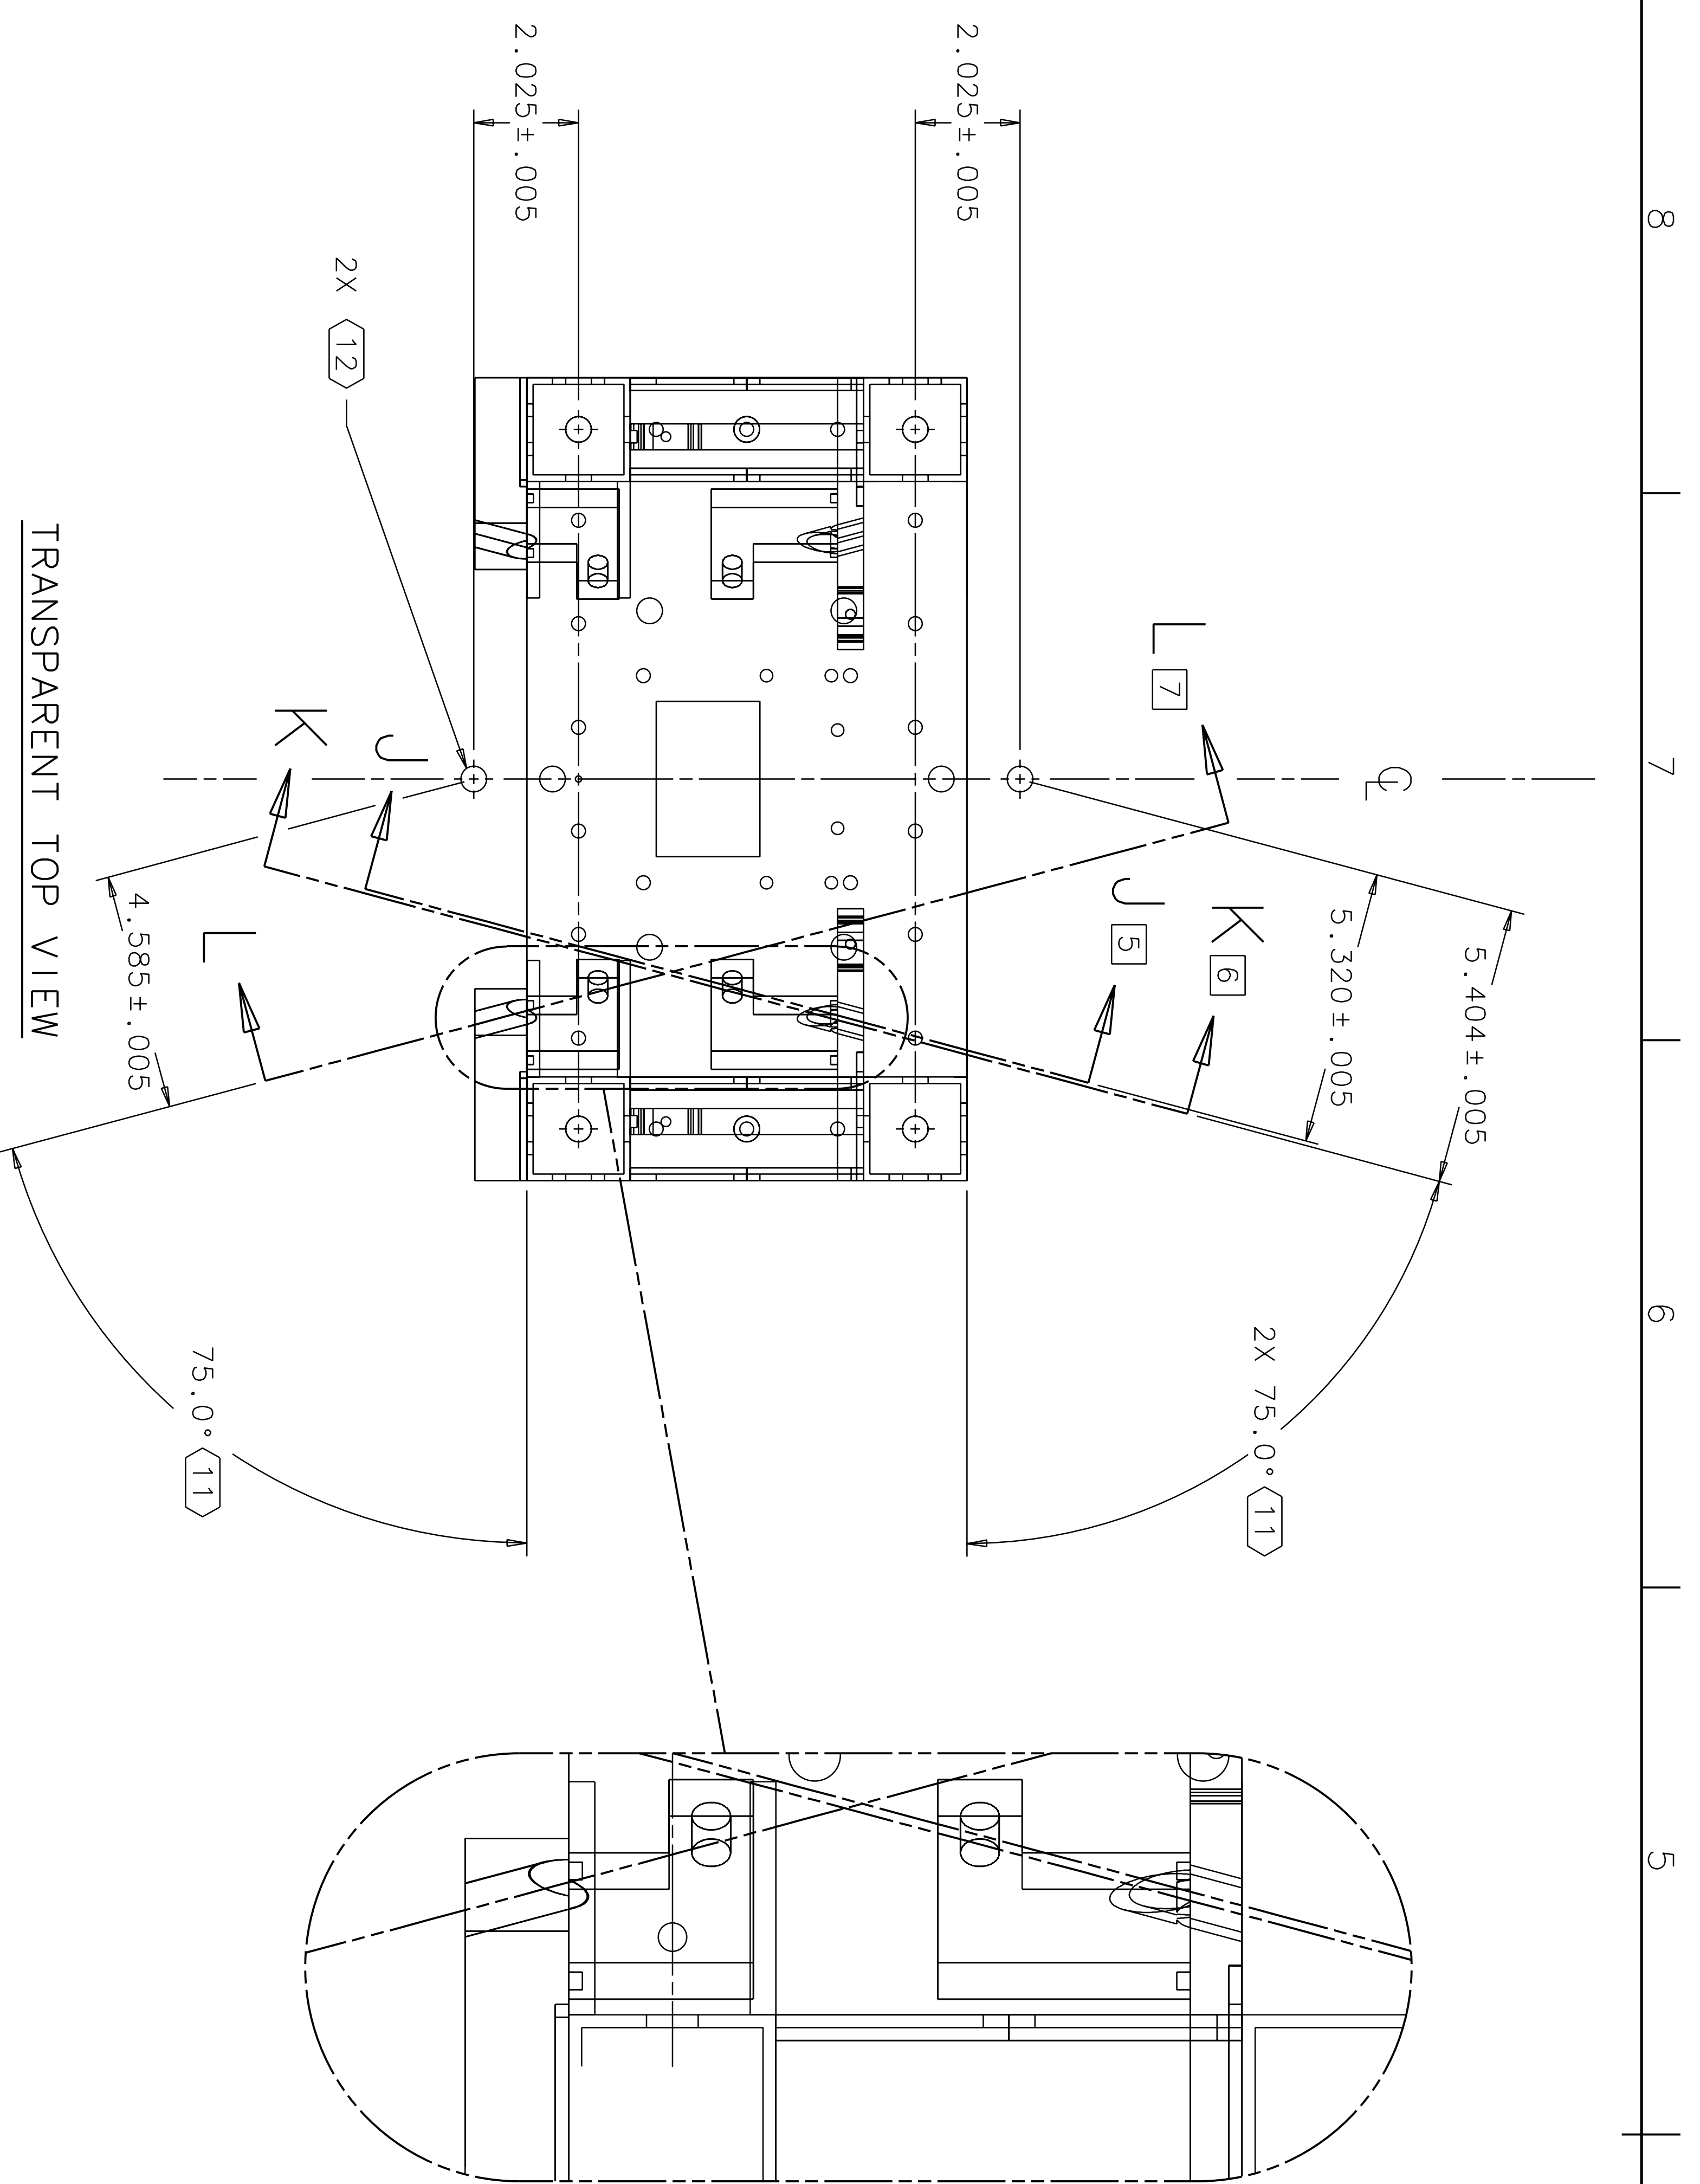 8
7
6
5
2.025±.005
2.025±.005
2X 12
L 7
J 5
K 6
5.404±.005
5.320±.005
2X 75.0° 11
K
J
L
4.585±.005
75.0° 11
CL
TRANSPARENT TOP VIEW